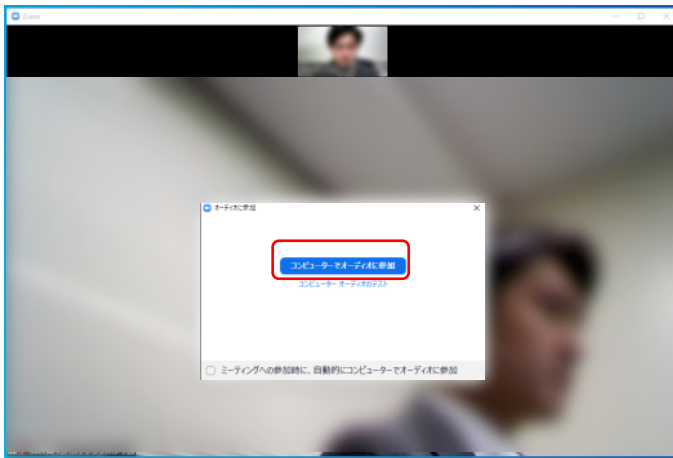 Zoom
オーディオに参加
コンピューターでオーディオに参加
コンピューター オーディオのテスト
ミーティングへの参加時に、自動的にコンピューターでオーディオに参加